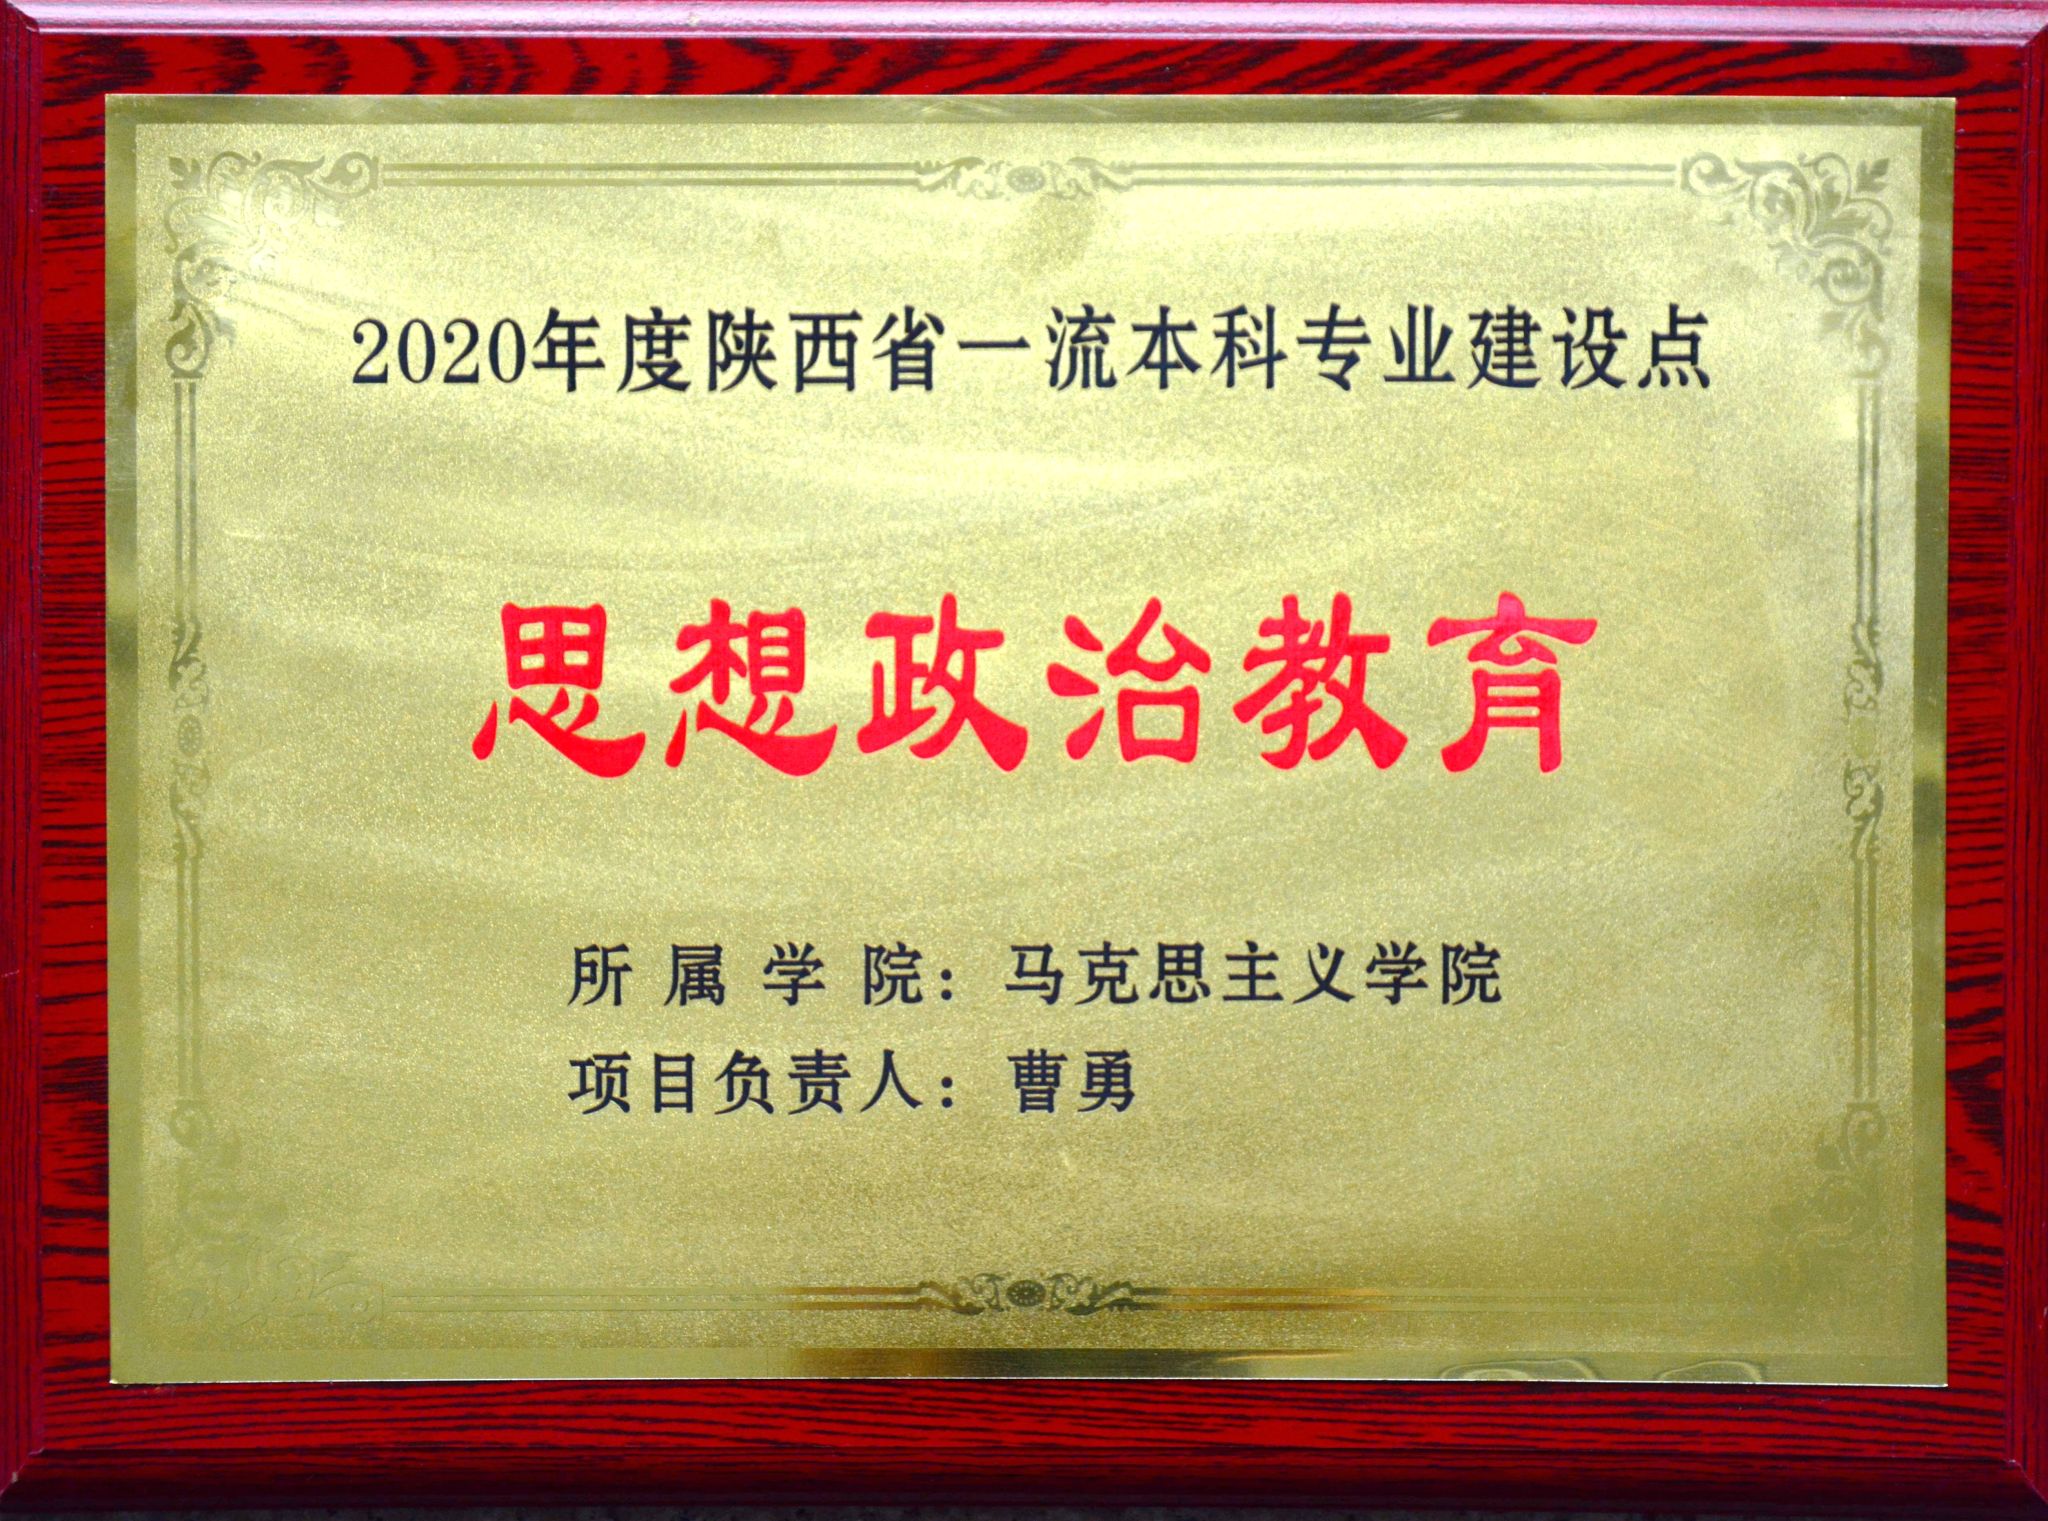 2020年度陕西省一流本科专业建设点
思想政治教育
所属学院：马克思主义学院
项目负责人：曹勇